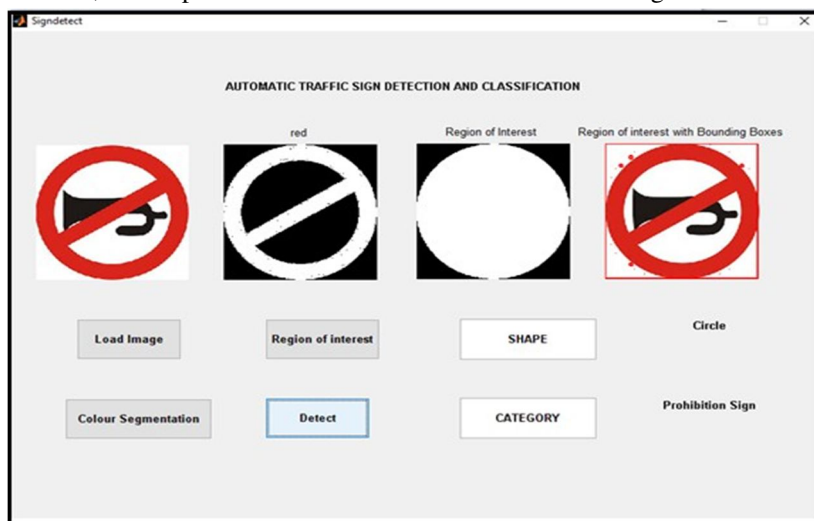 Signdetect
AUTOMATIC TRAFFIC SIGN DETECTION AND CLASSIFICATION
red
Region of Interest
Region of interest with Bounding Boxes
Load Image
Region of interest
SHAPE
Circle
Colour Segmentation
Detect
CATEGORY
Prohibition Sign